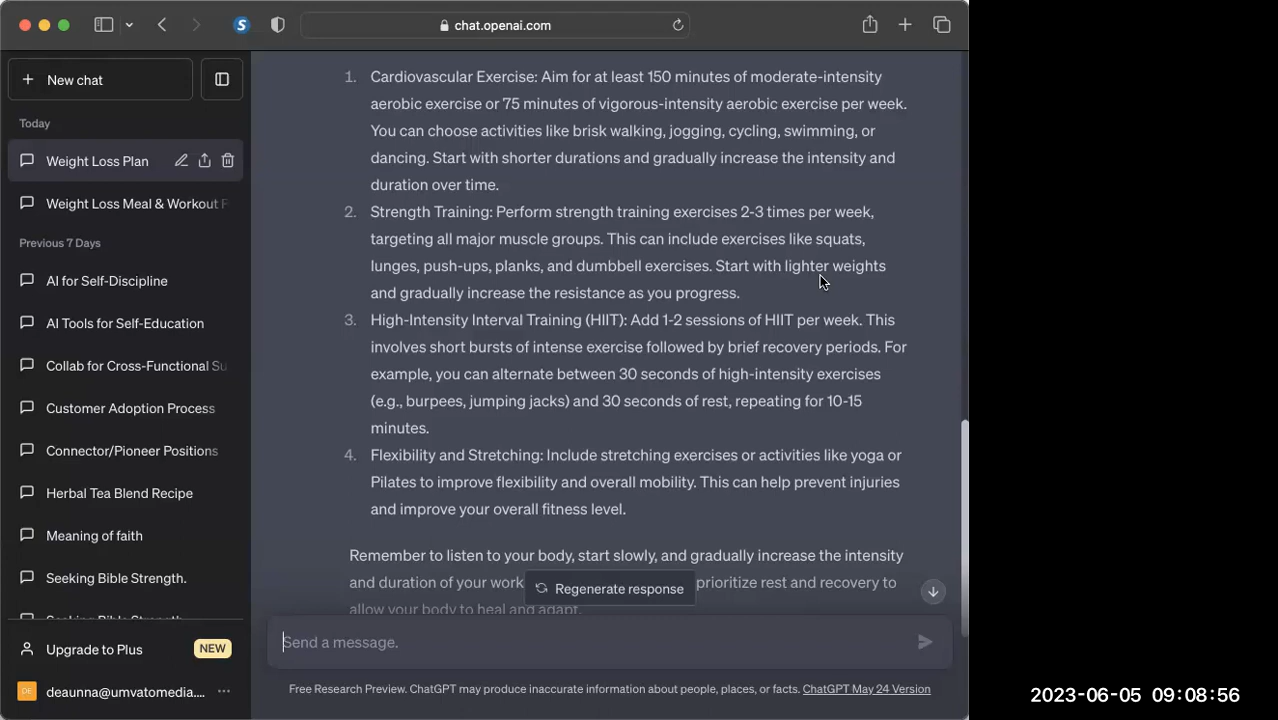 chat.openai.com
New chat
Today
Weight Loss Plan
Weight Loss Meal & Workout P
Previous 7 Days
AI for Self-Discipline
AI Tools for Self-Education
Collab for Cross-Functional Su
Customer Adoption Process
Connector/Pioneer Positions
Herbal Tea Blend Recipe
Meaning of faith
Seeking Bible Strength.
Seeking Bible Strength
Upgrade to Plus NEW
DE deaunna@umvatomedia....
1. Cardiovascular Exercise: Aim for at least 150 minutes of moderate-intensity
aerobic exercise or 75 minutes of vigorous-intensity aerobic exercise per week.
You can choose activities like brisk walking, jogging, cycling, swimming, or
dancing. Start with shorter durations and gradually increase the intensity and
duration over time.
2. Strength Training: Perform strength training exercises 2-3 times per week,
targeting all major muscle groups. This can include exercises like squats,
lunges, push-ups, planks, and dumbbell exercises. Start with lighter weights
and gradually increase the resistance as you progress.
3. High-Intensity Interval Training (HIIT): Add 1-2 sessions of HIIT per week. This
involves short bursts of intense exercise followed by brief recovery periods. For
example, you can alternate between 30 seconds of high-intensity exercises
(e.g., burpees, jumping jacks) and 30 seconds of rest, repeating for 10-15
minutes.
4. Flexibility and Stretching: Include stretching exercises or activities like yoga or
Pilates to improve flexibility and overall mobility. This can help prevent injuries
and improve your overall fitness level.
Remember to listen to your body, start slowly, and gradually increase the intensity
and duration of your work prioritize rest and recovery to
allow your body to heal and adapt.
Regenerate response
Send a message.
Free Research Preview. ChatGPT may produce inaccurate information about people, places, or facts. ChatGPT May 24 Version
2023-06-05 09:08:56